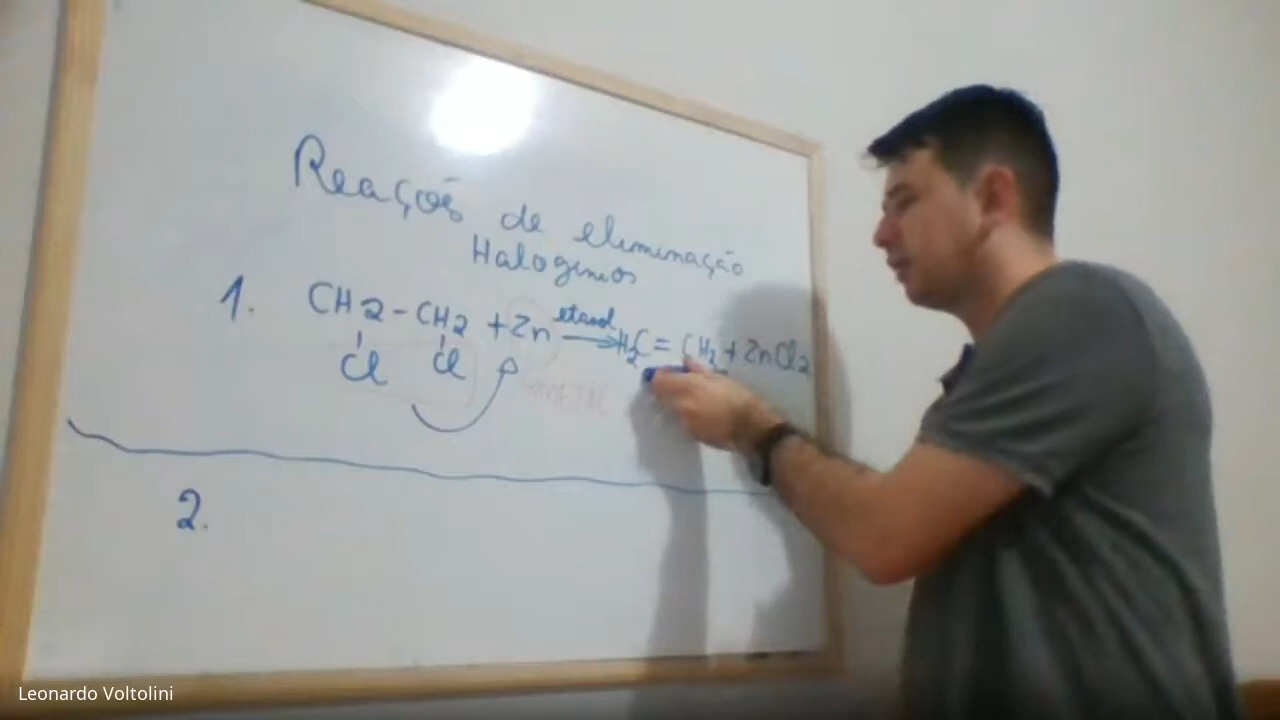 Reações de eliminação
Halogênios
1. CH2-CH2 + Zn etanol → H2C = CH2 + ZnCl2
Cl Cl
2.
Leonardo Voltolini